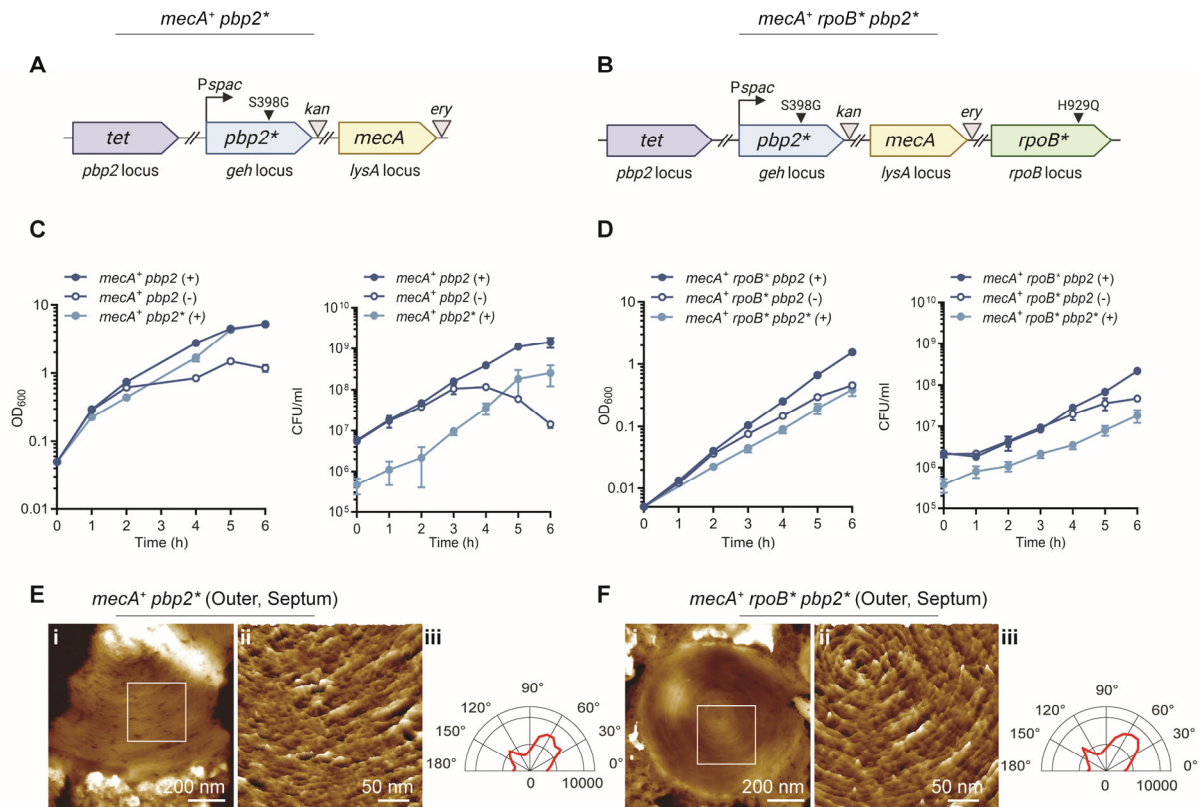 mecA⁺ pbp2*
mecA⁺ rpoB* pbp2*
A
Pspac
S398G
kan
ery
tet
pbp2*
mecA
pbp2 locus
geh locus
lysA locus
B
Pspac
S398G
kan
ery
H929Q
tet
pbp2*
mecA
rpoB*
pbp2 locus
geh locus
lysA locus
rpoB locus
C
mecA⁺ pbp2 (+)
mecA⁺ pbp2 (-)
mecA⁺ pbp2* (+)
OD₆₀₀
10
1
0.1
0.01
0 1 2 3 4 5 6
Time (h)
mecA⁺ pbp2 (+)
mecA⁺ pbp2 (-)
mecA⁺ pbp2* (+)
CFU/ml
10¹⁰
10⁹
10⁸
10⁷
10⁶
10⁵
0 1 2 3 4 5 6
Time (h)
D
mecA⁺ rpoB* pbp2 (+)
mecA⁺ rpoB* pbp2 (-)
mecA⁺ rpoB* pbp2* (+)
OD₆₀₀
10
1
0.1
0.01
0 1 2 3 4 5 6
Time (h)
mecA⁺ rpoB* pbp2 (+)
mecA⁺ rpoB* pbp2 (-)
mecA⁺ rpoB* pbp2* (+)
CFU/ml
10¹⁰
10⁹
10⁸
10⁷
10⁶
10⁵
0 1 2 3 4 5 6
Time (h)
E
mecA⁺ pbp2* (Outer, Septum)
i
200 nm
ii
50 nm
iii
90°
120° 60°
150° 30°
180° 0°
0 10000
F
mecA⁺ rpoB* pbp2* (Outer, Septum)
i
i
200 nm
ii
50 nm
iii
90°
120° 60°
150° 30°
180° 0°
0 10000